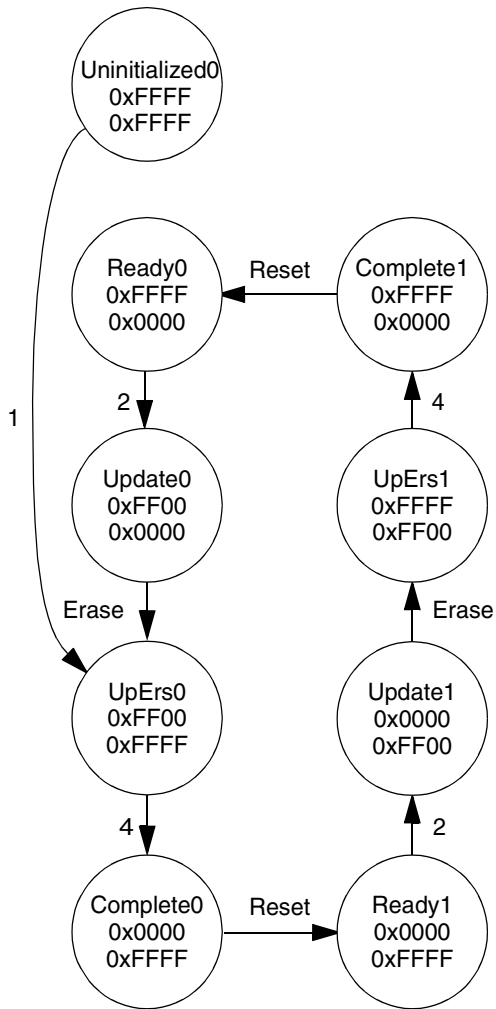 Uninitialized0
0xFFFF
0xFFFF
1
Ready0
0xFFFF
0x0000
Reset
Complete1
0xFFFF
0x0000
2
4
Update0
0xFF00
0x0000
UpErs1
0xFFFF
0xFF00
Erase
Erase
UpErs0
0xFF00
0xFFFF
Update1
0x0000
0xFF00
4
2
Complete0
0x0000
0xFFFF
Reset
Ready1
0x0000
0xFFFF